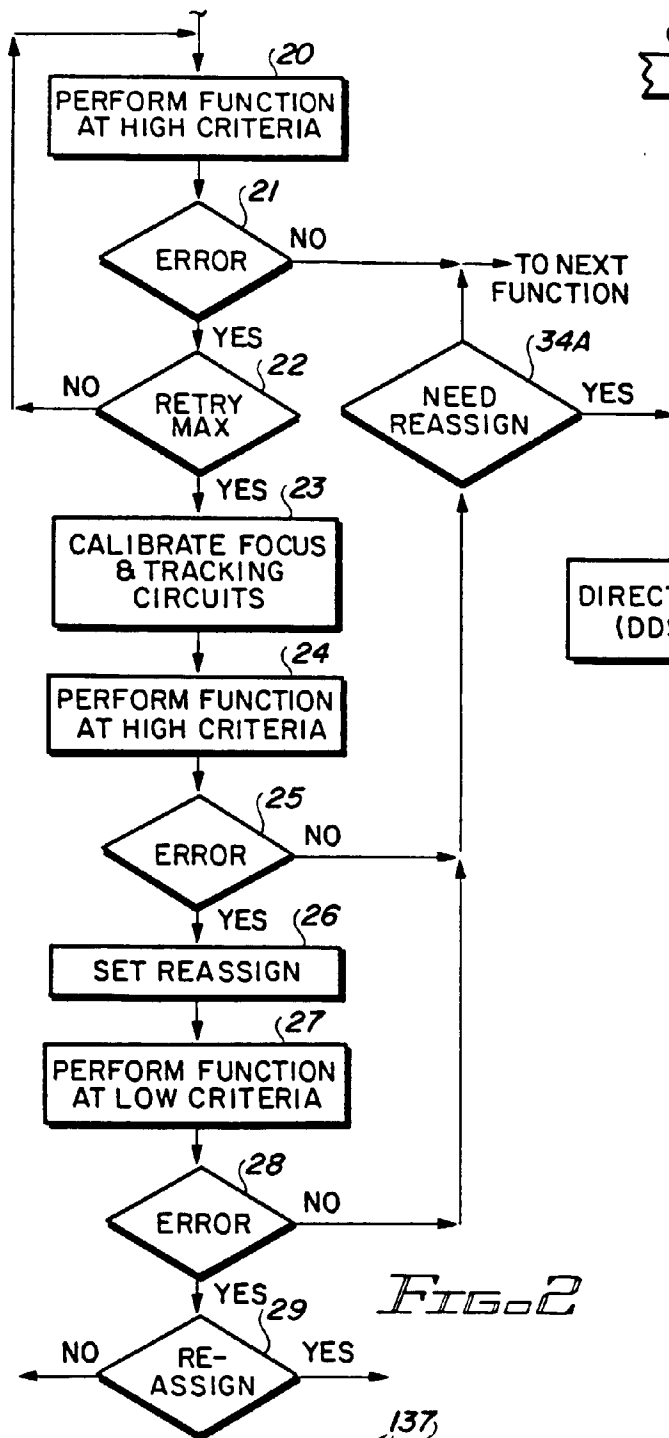 20
PERFORM FUNCTION
AT HIGH CRITERIA
21
ERROR
NO
TO NEXT
FUNCTION
YES
22
34A
NO
RETRY
MAX
NEED
REASSIGN
YES
YES
23
CALIBRATE FOCUS
& TRACKING
CIRCUITS
DIRECT
(DDS
24
PERFORM FUNCTION
AT HIGH CRITERIA
25
ERROR
NO
YES
26
SET REASSIGN
27
PERFORM FUNCTION
AT LOW CRITERIA
28
ERROR
NO
YES
FIG. 2
29
NO
RE-
ASSIGN
YES
137